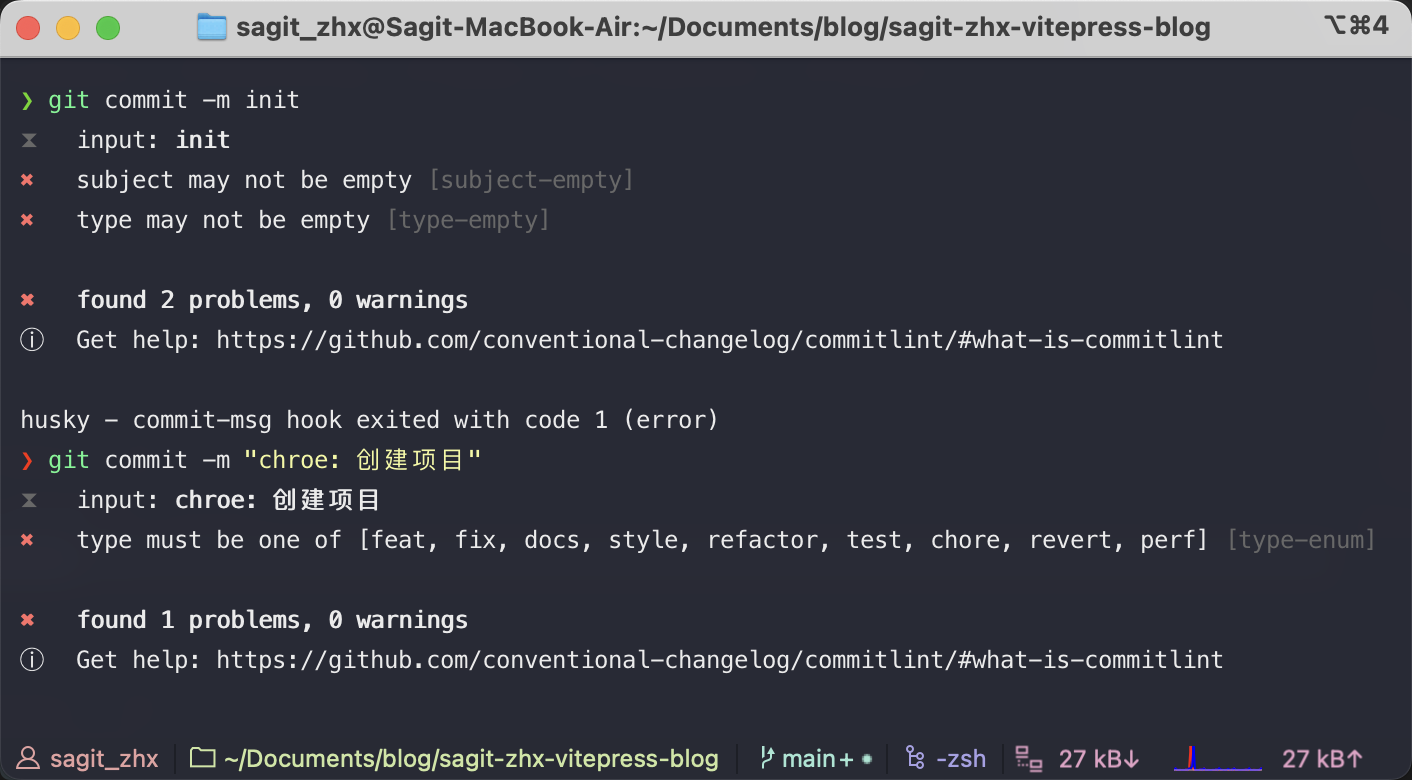 sagit_zhx@Sagit-MacBook-Air:~/Documents/blog/sagit-zhx-vitepress-blog ⌥⌘4
❯ git commit -m init
⧗ input: init
✖ subject may not be empty [subject-empty]
✖ type may not be empty [type-empty]
✖ found 2 problems, 0 warnings
ⓘ Get help: https://github.com/conventional-changelog/commitlint/#what-is-commitlint
husky - commit-msg hook exited with code 1 (error)
❯ git commit -m "chroe: 创建项目"
⧗ input: chroe: 创建项目
✖ type must be one of [feat, fix, docs, style, refactor, test, chore, revert, perf] [type-enum]
✖ found 1 problems, 0 warnings
ⓘ Get help: https://github.com/conventional-changelog/commitlint/#what-is-commitlint
sagit_zhx ~/Documents/blog/sagit-zhx-vitepress-blog main+● -zsh 27 kB↓ 27 kB↑